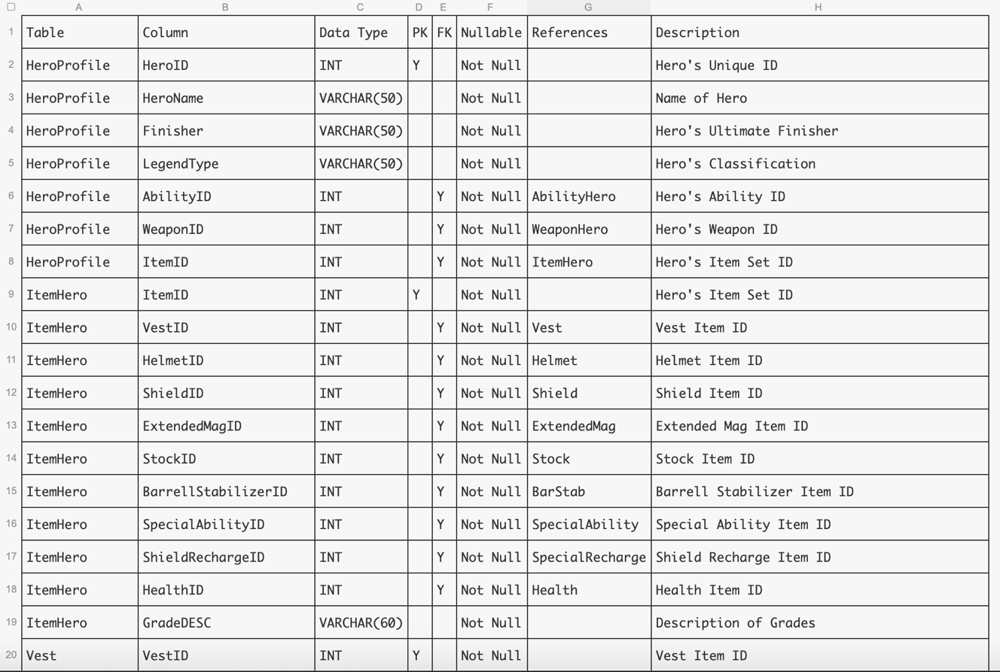 A B C D E F G H
1 Table Column Data Type PK FK Nullable References Description
2 HeroProfile HeroID INT Y Not Null Hero's Unique ID
3 HeroProfile HeroName VARCHAR(50) Not Null Name of Hero
4 HeroProfile Finisher VARCHAR(50) Not Null Hero's Ultimate Finisher
5 HeroProfile LegendType VARCHAR(50) Not Null Hero's Classification
6 HeroProfile AbilityID INT Y Not Null AbilityHero Hero's Ability ID
7 HeroProfile WeaponID INT Y Not Null WeaponHero Hero's Weapon ID
8 HeroProfile ItemID INT Y Not Null ItemHero Hero's Item Set ID
9 ItemHero ItemID INT Y Not Null Hero's Item Set ID
10 ItemHero VestID INT Y Not Null Vest Vest Item ID
11 ItemHero HelmetID INT Y Not Null Helmet Helmet Item ID
12 ItemHero ShieldID INT Y Not Null Shield Shield Item ID
13 ItemHero ExtendedMagID INT Y Not Null ExtendedMag Extended Mag Item ID
14 ItemHero StockID INT Y Not Null Stock Stock Item ID
15 ItemHero BarrellStabilizerID INT Y Not Null BarStab Barrell Stabilizer Item ID
16 ItemHero SpecialAbilityID INT Y Not Null SpecialAbility Special Ability Item ID
17 ItemHero ShieldRechargeID INT Y Not Null SpecialRecharge Shield Recharge Item ID
18 ItemHero HealthID INT Y Not Null Health Health Item ID
19 ItemHero GradeDESC VARCHAR(60) Not Null Description of Grades
20 Vest VestID INT Y Not Null Vest Item ID